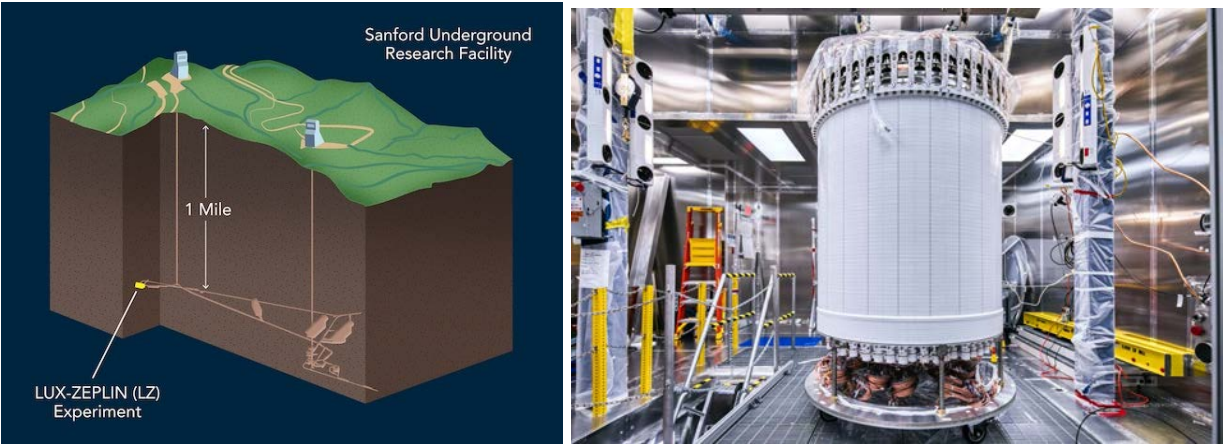 Sanford Underground
Research Facility
1 Mile
LUX-ZEPLIN (LZ)
Experiment